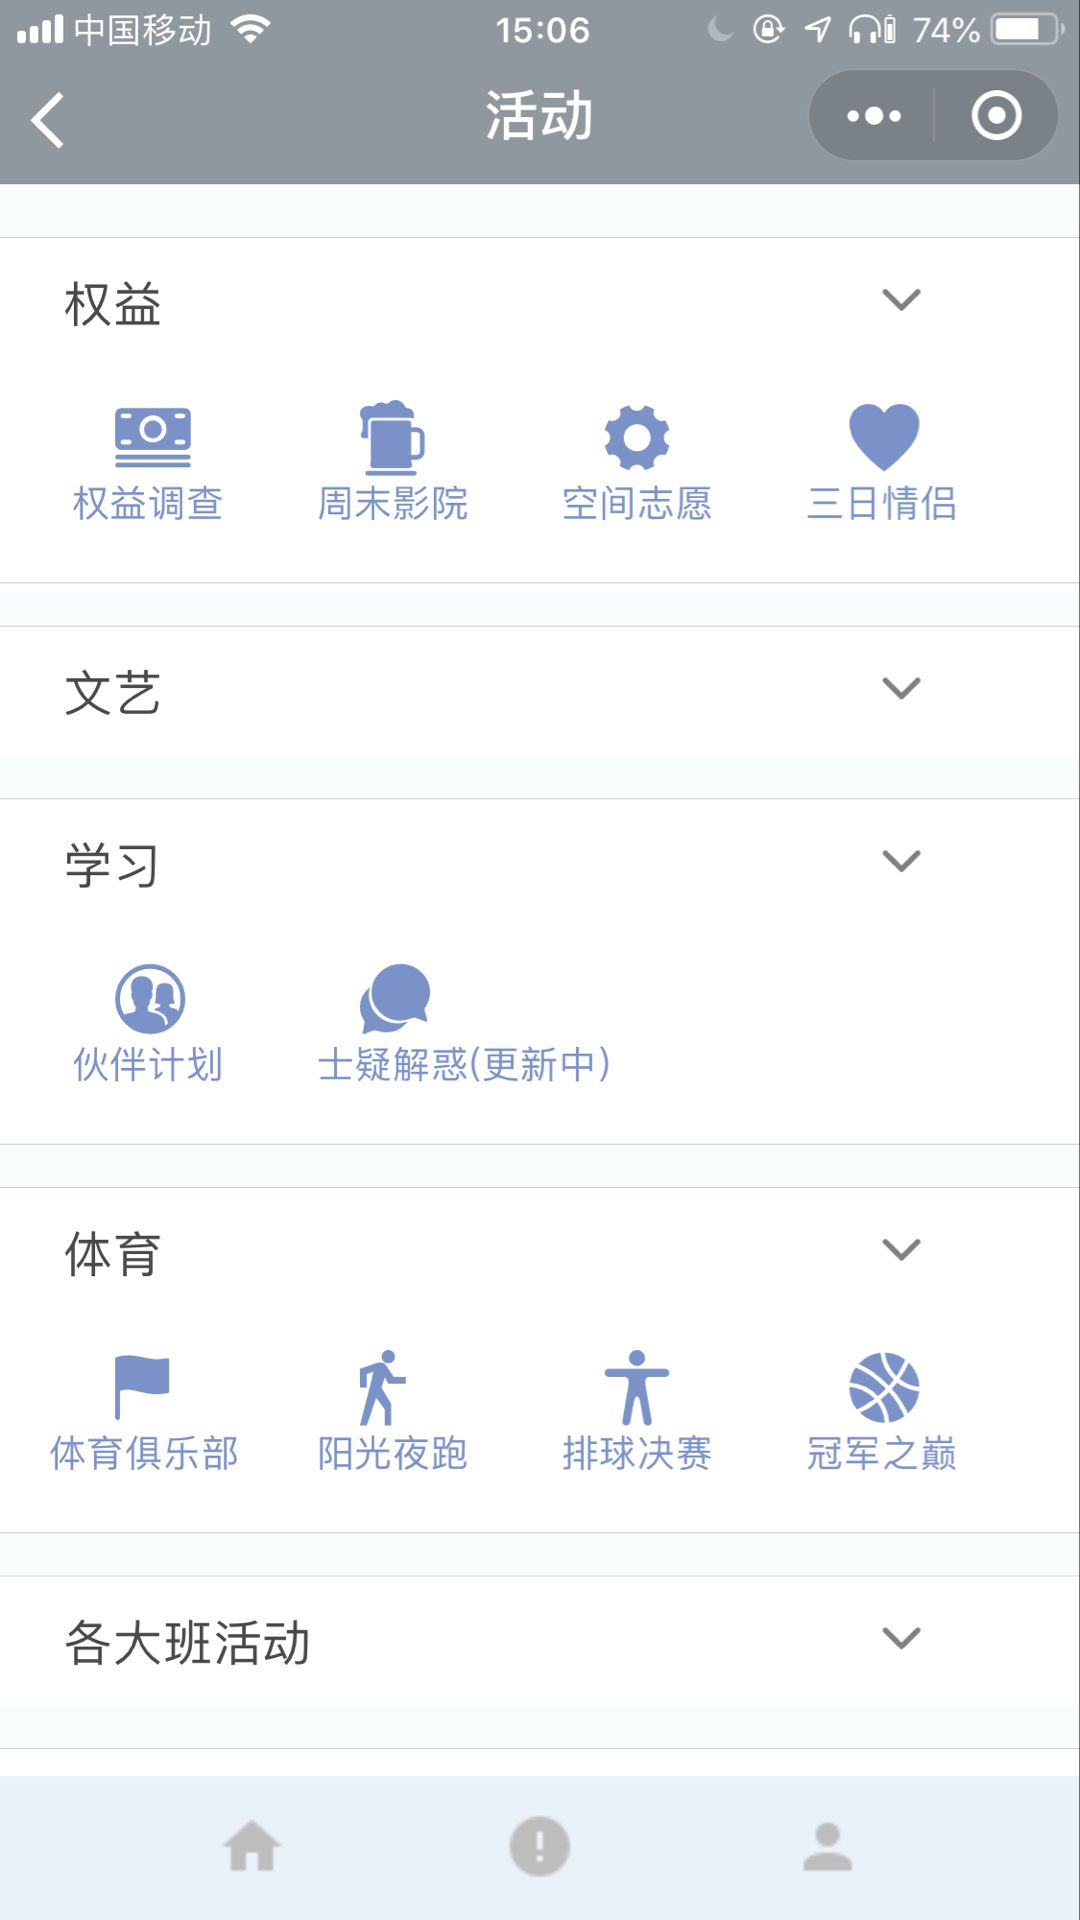 中国移动 15:06 74%
活动
权益
权益调查 周末影院 空间志愿 三日情侣
文艺
学习
伙伴计划 士疑解惑(更新中)
体育
体育俱乐部 阳光夜跑 排球决赛 冠军之巅
各大班活动